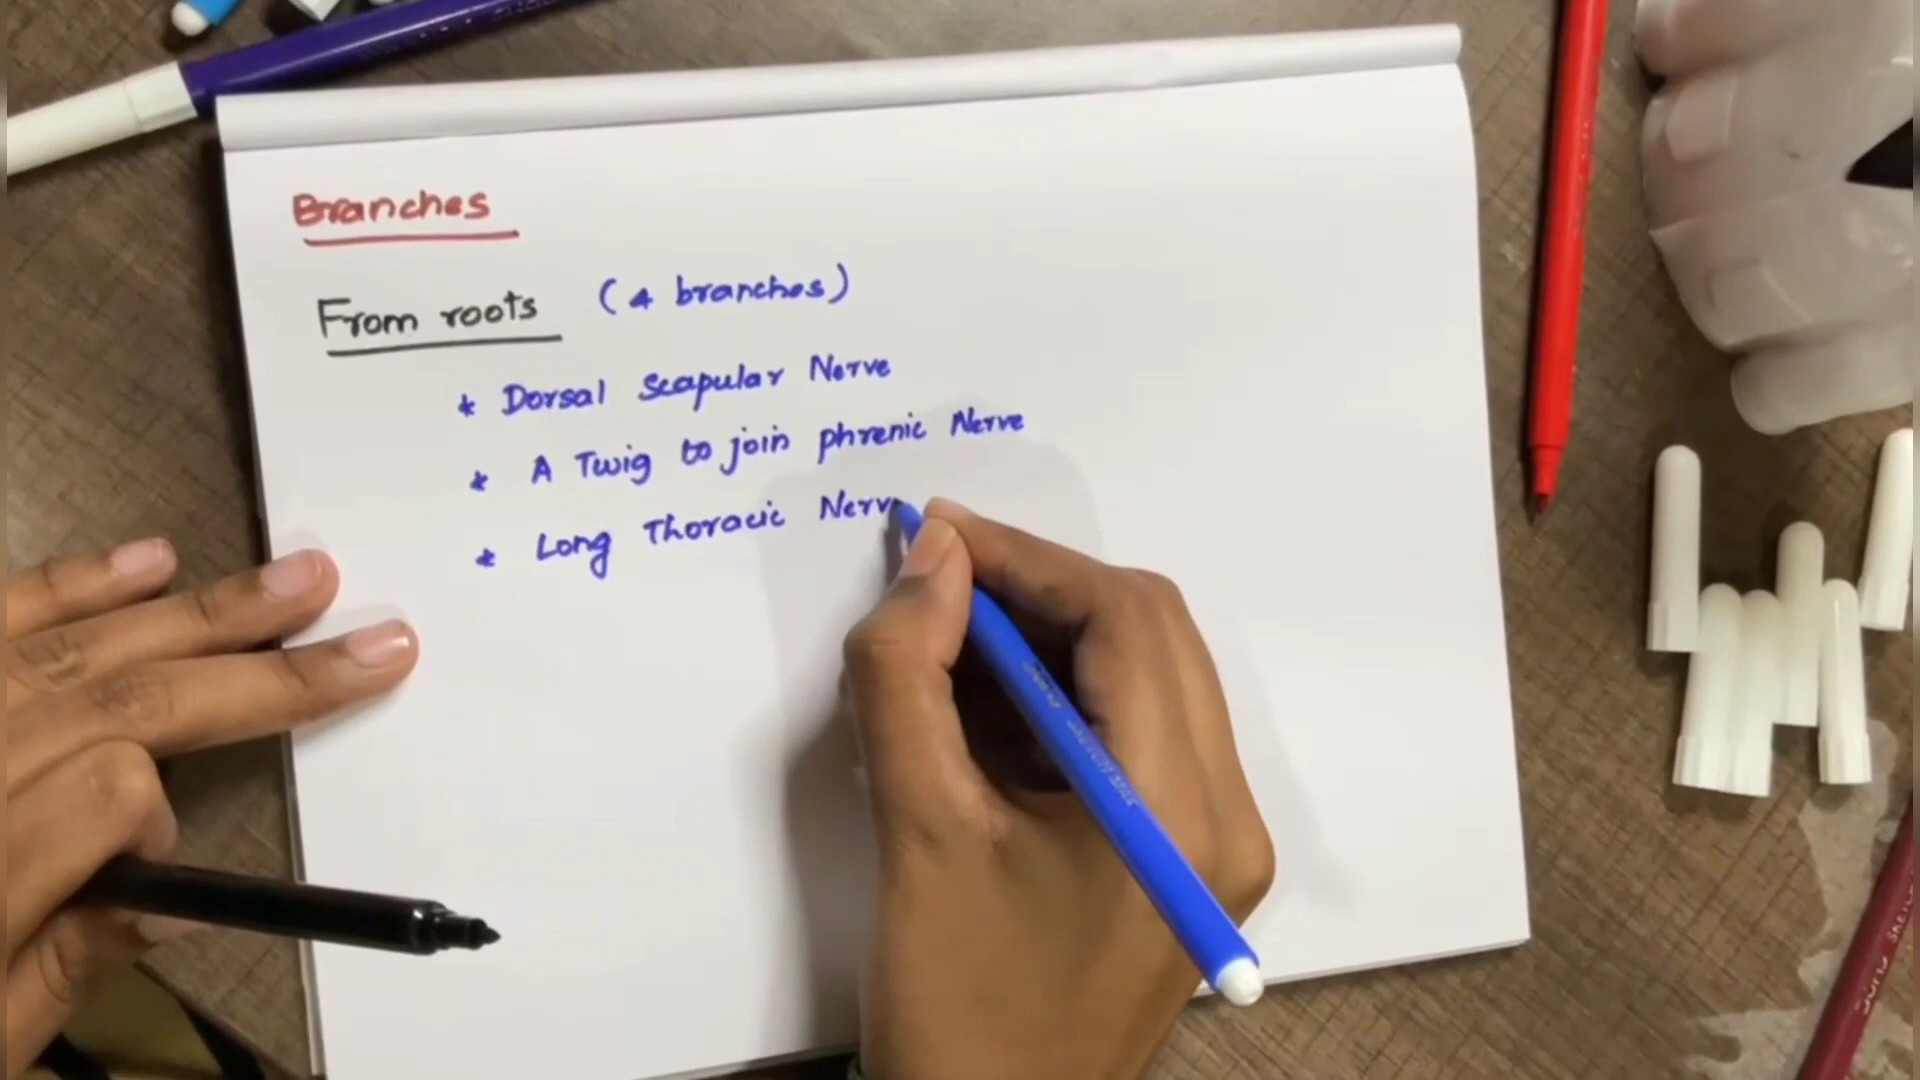 Branches
From roots (4 branches)
* Dorsal Scapular Nerve
* A Twig to join phrenic Nerve
* Long Thoracic Nerv